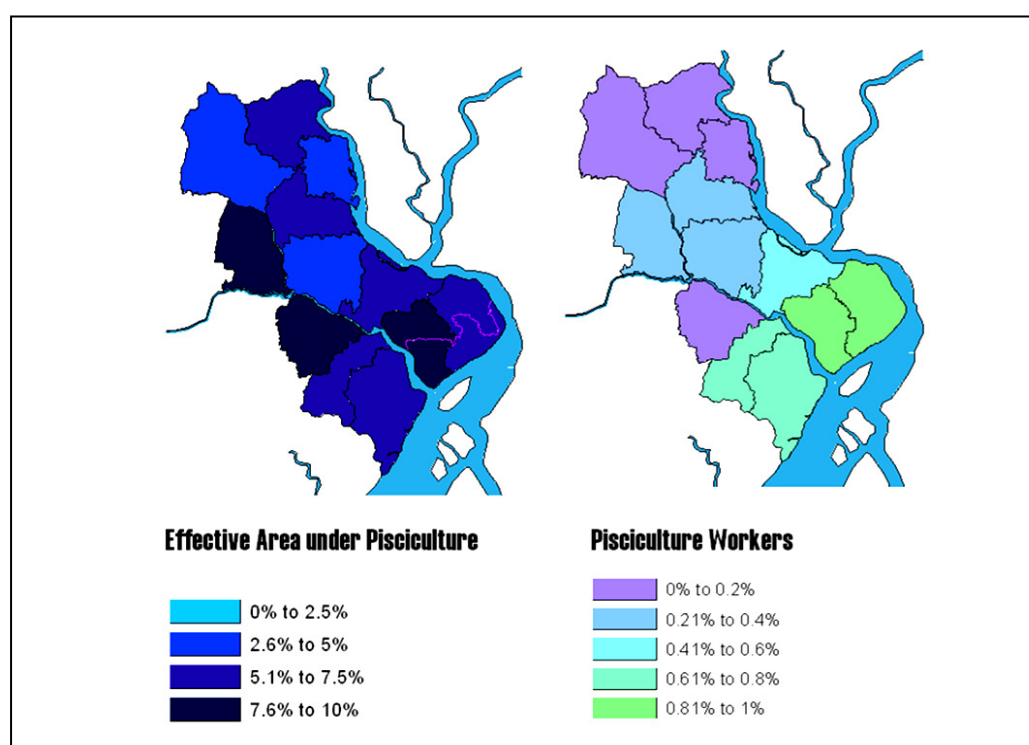 Effective Area under Pisciculture
0% to 2.5%
2.6% to 5%
5.1% to 7.5%
7.6% to 10%
Pisciculture Workers
0% to 0.2%
0.21% to 0.4%
0.41% to 0.6%
0.61% to 0.8%
0.81% to 1%